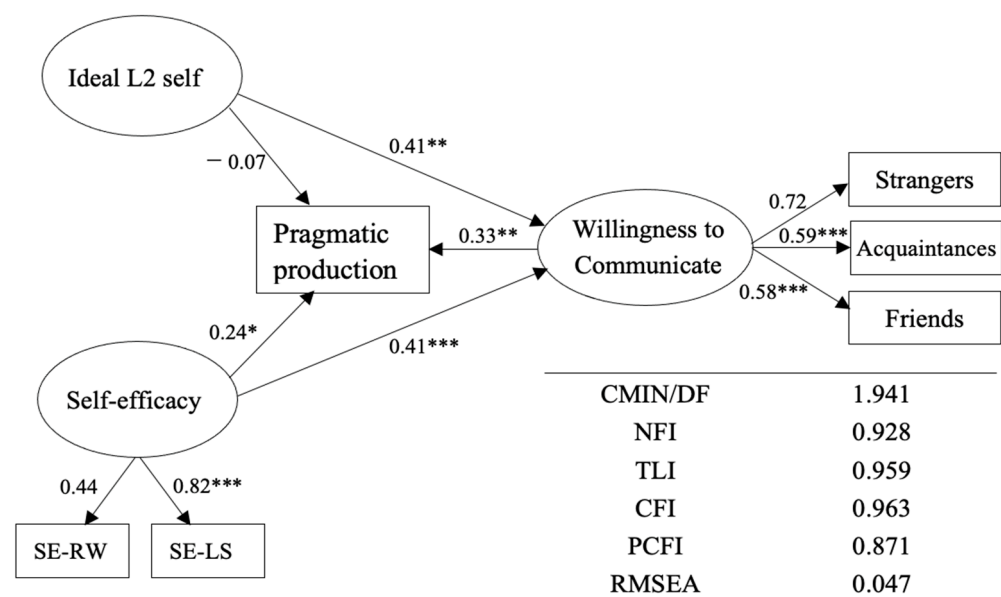 Ideal L2 self
0.41**
− 0.07
Strangers
0.72
Pragmatic
production
0.33**
Willingness to
Communicate
0.59***
Acquaintances
0.58***
Friends
0.24*
0.41***
Self-efficacy
0.44
0.82***
SE-RW
SE-LS
CMIN/DF 1.941
NFI 0.928
TLI 0.959
CFI 0.963
PCFI 0.871
RMSEA 0.047